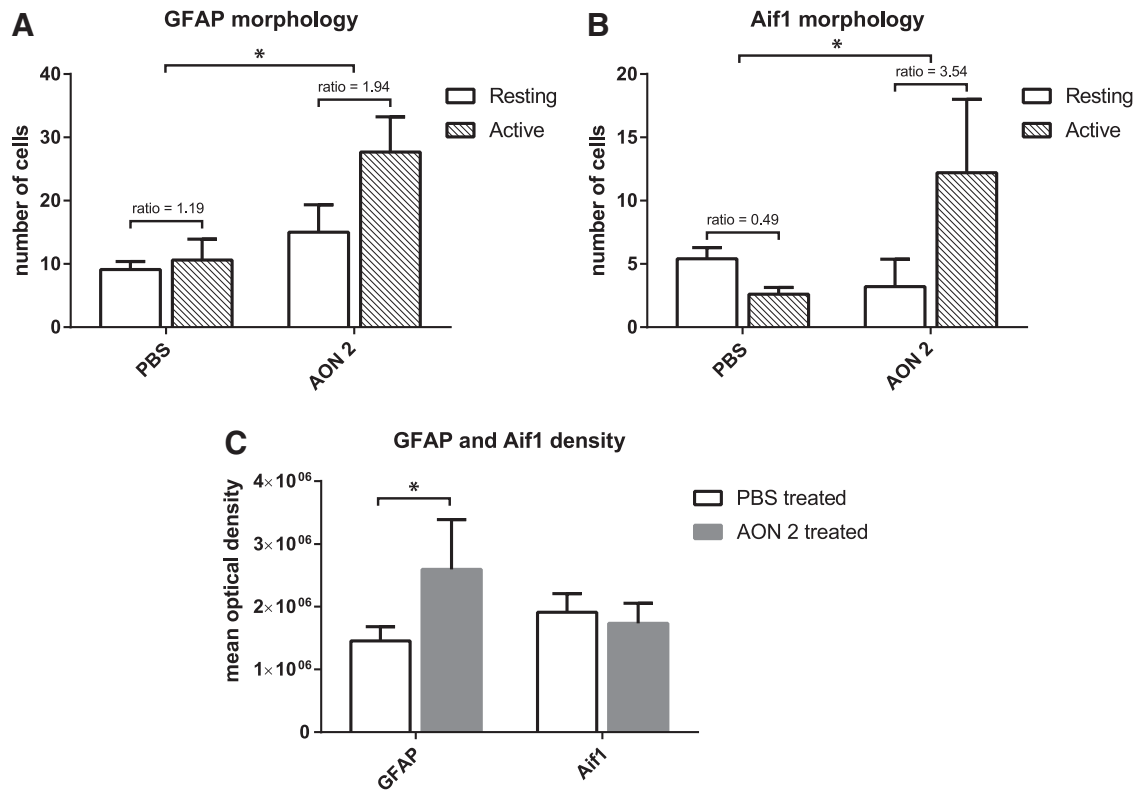 A
GFAP morphology
*
ratio = 1.94
ratio = 1.19
number of cells
40
30
20
10
0
PBS
AON 2
Resting
Active
B
Aif1 morphology
*
ratio = 3.54
ratio = 0.49
number of cells
20
15
10
5
0
PBS
AON 2
Resting
Active
C
GFAP and Aif1 density
*
mean optical density
4×10⁰⁶
3×10⁰⁶
2×10⁰⁶
1×10⁰⁶
0
GFAP
Aif1
PBS treated
AON 2 treated